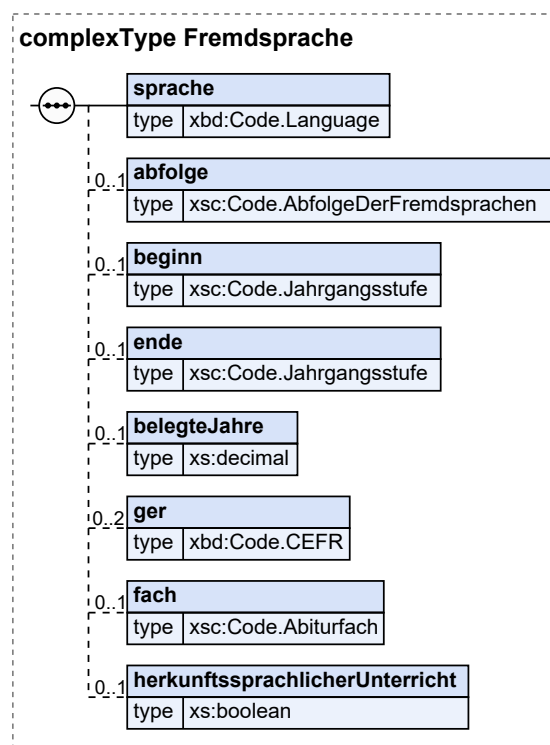 complexType Fremdsprache
sprache
type xbd:Code.Language
0..1 abfolge
type xsc:Code.AbfolgeDerFremdsprachen
0..1 beginn
type xsc:Code.Jahrgangsstufe
0..1 ende
type xsc:Code.Jahrgangsstufe
0..1 belegteJahre
type xs:decimal
0..2 ger
type xbd:Code.CEFR
0..1 fach
type xsc:Code.Abiturfach
0..1 herkunftssprachlicherUnterricht
type xs:boolean